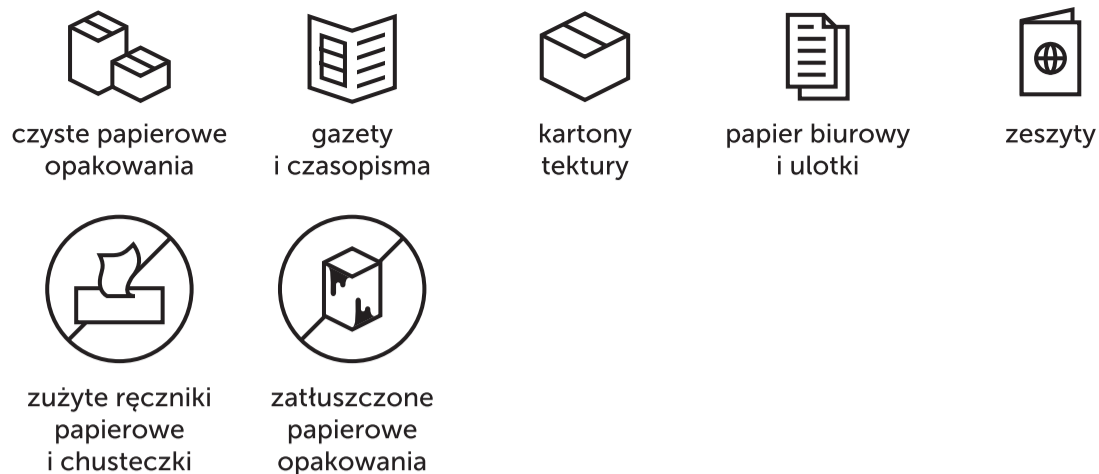 czyste papierowe
opakowania
gazety
i czasopisma
kartony
tektury
papier biurowy
i ulotki
zeszyty
zużyte ręczniki
papierowe
i chusteczki
zatłuszczone
papierowe
opakowania